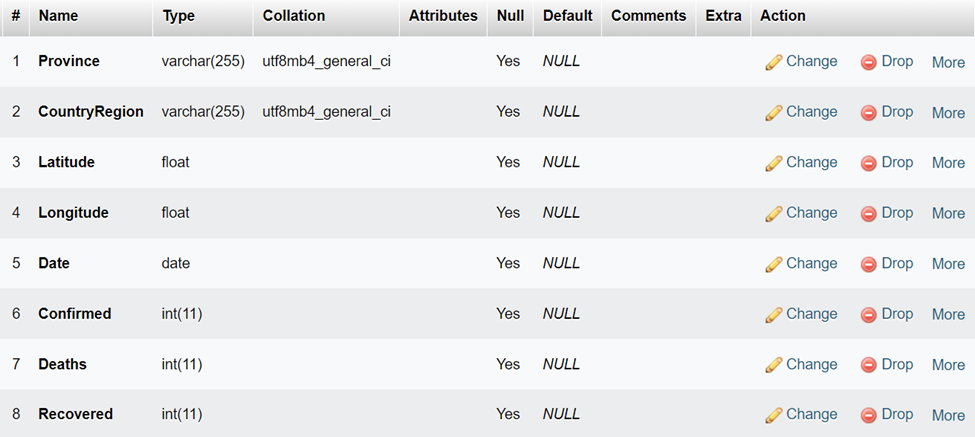 # Name Type Collation Attributes Null Default Comments Extra Action
1 Province varchar(255) utf8mb4_general_ci Yes NULL Change Drop More
2 CountryRegion varchar(255) utf8mb4_general_ci Yes NULL Change Drop More
3 Latitude float Yes NULL Change Drop More
4 Longitude float Yes NULL Change Drop More
5 Date date Yes NULL Change Drop More
6 Confirmed int(11) Yes NULL Change Drop More
7 Deaths int(11) Yes NULL Change Drop More
8 Recovered int(11) Yes NULL Change Drop More